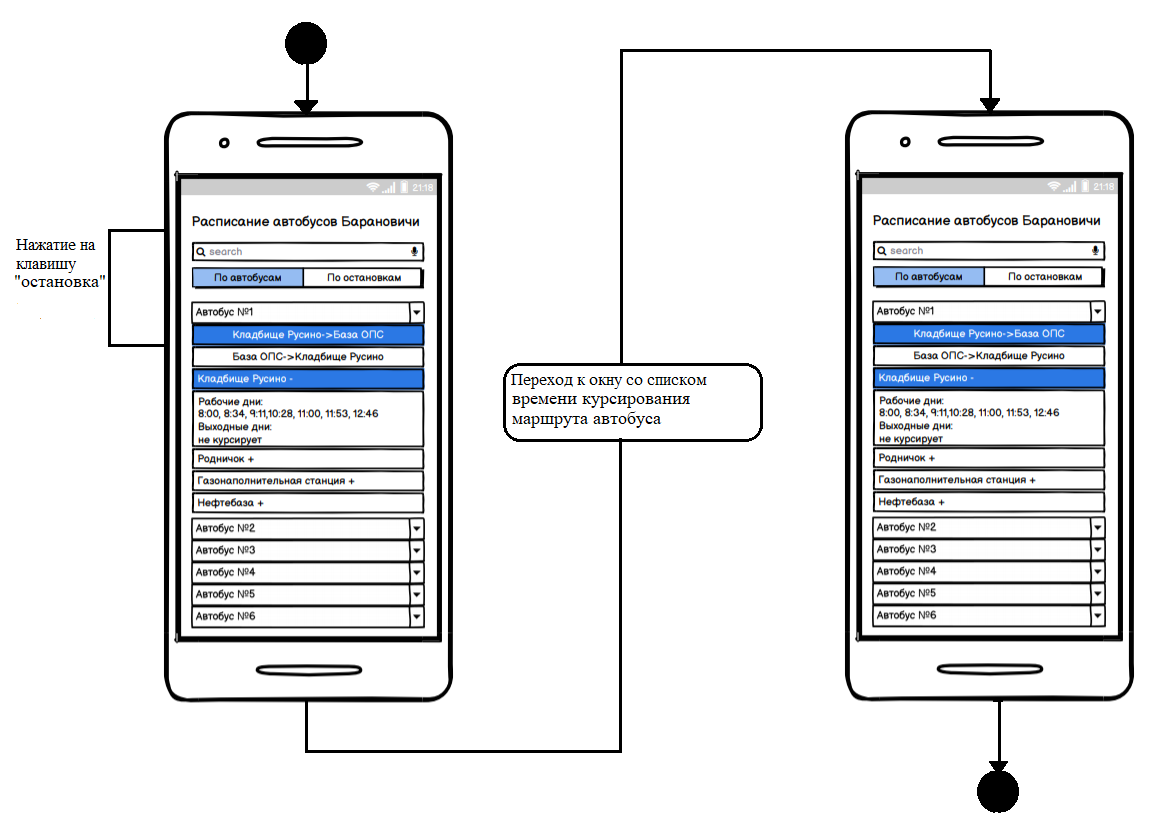 Нажатие на
клавишу
"остановка"
21:18
Расписание автобусов Барановичи
search
По автобусам
По остановкам
Автобус №1
Кладбище Русино->База ОПС
База ОПС->Кладбище Русино
Кладбище Русино -
Рабочие дни:
8:00, 8:34, 9:11,10:28, 11:00, 11:53, 12:46
Выходные дни:
не курсирует
Родничок +
Газонаполнительная станция +
Нефтебаза +
Автобус №2
Автобус №3
Автобус №4
Автобус №5
Автобус №6
Переход к окну со списком
времени курсирования
маршрута автобуса
21:18
Расписание автобусов Барановичи
search
По автобусам
По остановкам
Автобус №1
Кладбище Русино->База ОПС
База ОПС->Кладбище Русино
Кладбище Русино -
Рабочие дни:
8:00, 8:34, 9:11,10:28, 11:00, 11:53, 12:46
Выходные дни:
не курсирует
Родничок +
Газонаполнительная станция +
Нефтебаза +
Автобус №2
Автобус №3
Автобус №4
Автобус №5
Автобус №6